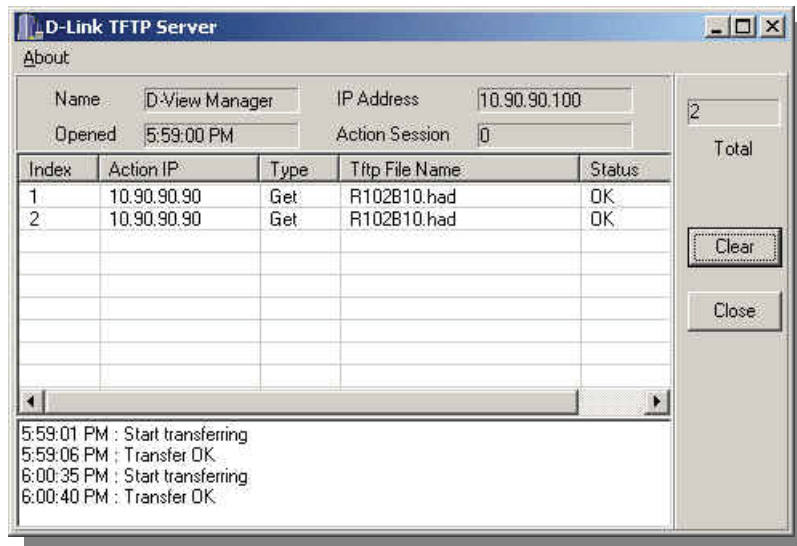 D-Link TFTP Server
About
Name D-View Manager IP Address 10.90.90.100
Opened 5:59:00 PM Action Session 0
2
Total
Index Action IP Type Tftp File Name Status
1 10.90.90.90 Get R102B10.had OK
2 10.90.90.90 Get R102B10.had OK
Clear
Close
5:59:01 PM : Start transferring
5:59:06 PM : Transfer OK
6:00:35 PM : Start transferring
6:00:40 PM : Transfer OK